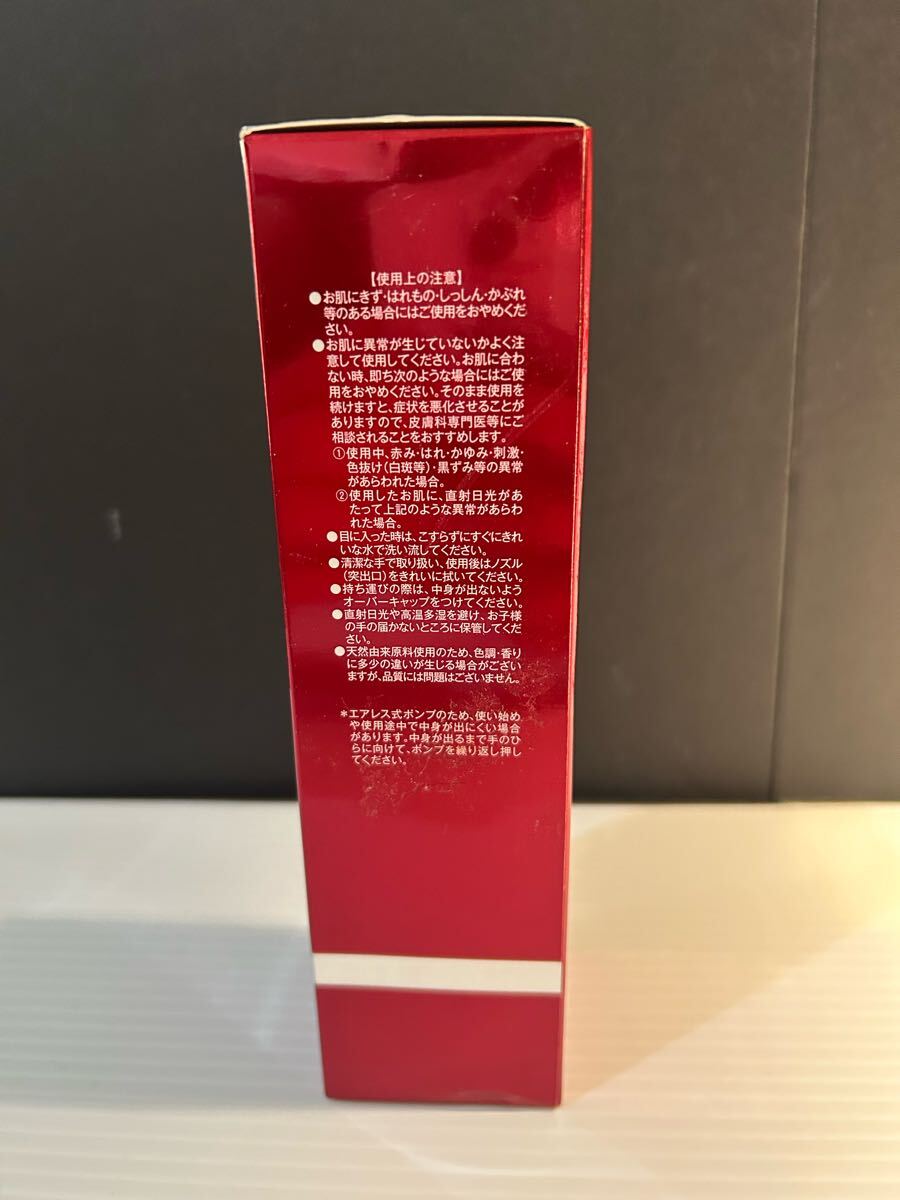 【使用上の注意】
●お肌にきず・はれもの・しっしん・かぶれ
等のある場合にはご使用をおやめくだ
さい。
●お肌に異常が生じていないかよく注
意して使用してください。お肌に合わ
ない時、即ち次のような場合にはご使
用をおやめください。そのまま使用を
続けますと、症状を悪化させることが
ありますので、皮膚科専門医等にご
相談されることをおすすめします。
①使用中、赤み・はれ・かゆみ・刺激・
色抜け(白斑等)・黒ずみ等の異常
があらわれた場合。
②使用したお肌に、直射日光があ
たって上記のような異常があらわ
れた場合。
●目に入った時は、こすらずにすぐにきれ
いな水で洗い流してください。
●清潔な手で取り扱い、使用後はノズル
(突出口)をきれいに拭いてください。
●持ち運びの際は、中身が出ないよう
オーバーキャップをつけてください。
●直射日光や高温多湿を避け、お子様
の手の届かないところに保管してくだ
さい。
●天然由来原料使用のため、色調・香り
に多少の違いが生じる場合がござい
ますが、品質には問題はございません。
＊エアレス式ポンプのため、使い始め
や使用途中で中身が出にくい場合
があります。中身が出るまで手のひ
らに向けて、ポンプを繰り返し押し
てください。